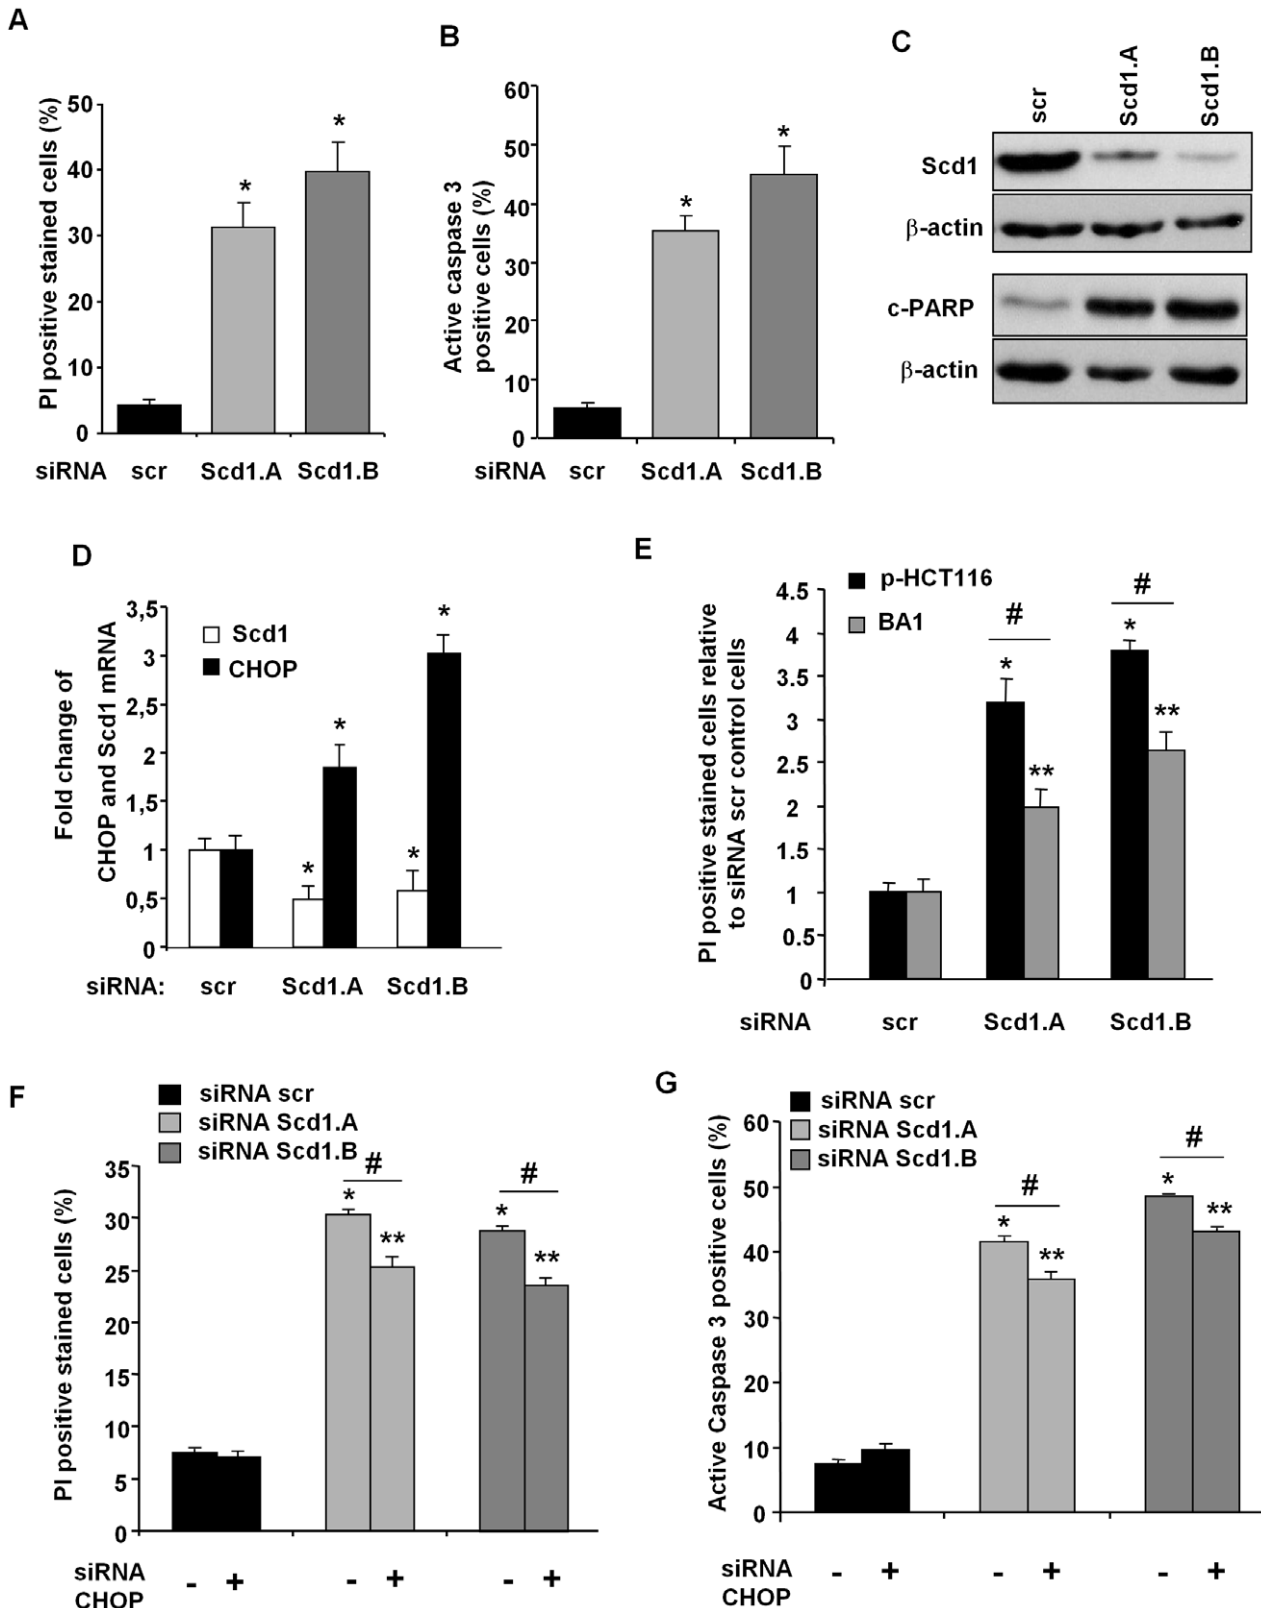 A
PI positive stained cells (%)
50
40
30
20
10
0
*
*
siRNA scr Scd1.A Scd1.B
B
Active caspase 3
positive cells (%)
60
50
40
30
20
10
0
*
*
siRNA scr Scd1.A Scd1.B
C
scr
Scd1.A
Scd1.B
Scd1
β-actin
c-PARP
β-actin
D
Fold change of
CHOP and Scd1 mRNA
Scd1
CHOP
3,5
3
2,5
2
1,5
1
0,5
0
*
*
*
*
siRNA: scr Scd1.A Scd1.B
E
PI positive stained cells relative
to siRNA scr control cells
p-HCT116
BA1
4.5
4
3.5
3
2.5
2
1.5
1
0.5
0
#
#
*
**
*
**
siRNA scr Scd1.A Scd1.B
F
siRNA scr
siRNA Scd1.A
siRNA Scd1.B
PI positive stained cells (%)
35
30
25
20
15
10
5
0
#
#
*
**
*
**
siRNA
CHOP
- + - + - +
G
siRNA scr
siRNA Scd1.A
siRNA Scd1.B
Active Caspase 3 positive cells (%)
60
50
40
30
20
10
0
#
#
*
**
*
**
siRNA
CHOP
- + - + - +